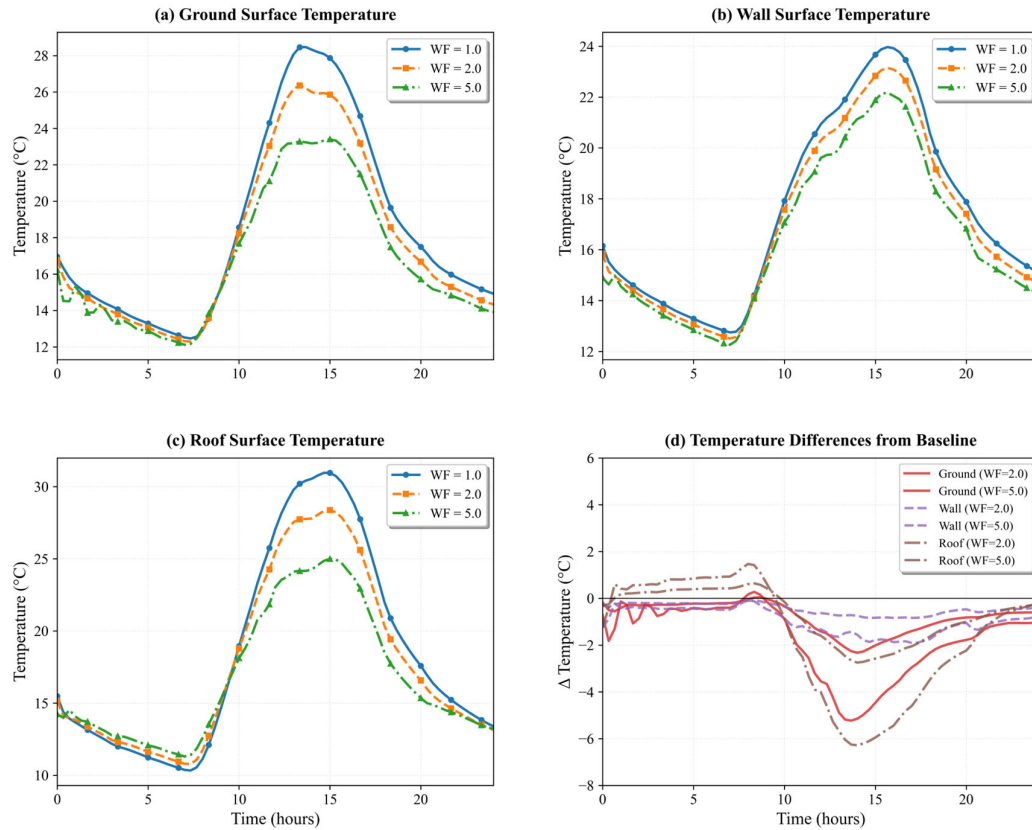 (a) Ground Surface Temperature
Temperature (°C)
28
26
24
22
20
18
16
14
12
0
5
10
15
20
WF = 1.0
WF = 2.0
WF = 5.0
(b) Wall Surface Temperature
Temperature (°C)
24
22
20
18
16
14
12
0
5
10
15
20
WF = 1.0
WF = 2.0
WF = 5.0
(c) Roof Surface Temperature
Temperature (°C)
30
25
20
15
10
0
5
10
15
20
Time (hours)
WF = 1.0
WF = 2.0
WF = 5.0
(d) Temperature Differences from Baseline
Δ Temperature (°C)
6
4
2
0
−2
−4
−6
−8
0
5
10
15
20
Time (hours)
Ground (WF=2.0)
Ground (WF=5.0)
Wall (WF=2.0)
Wall (WF=5.0)
Roof (WF=2.0)
Roof (WF=5.0)